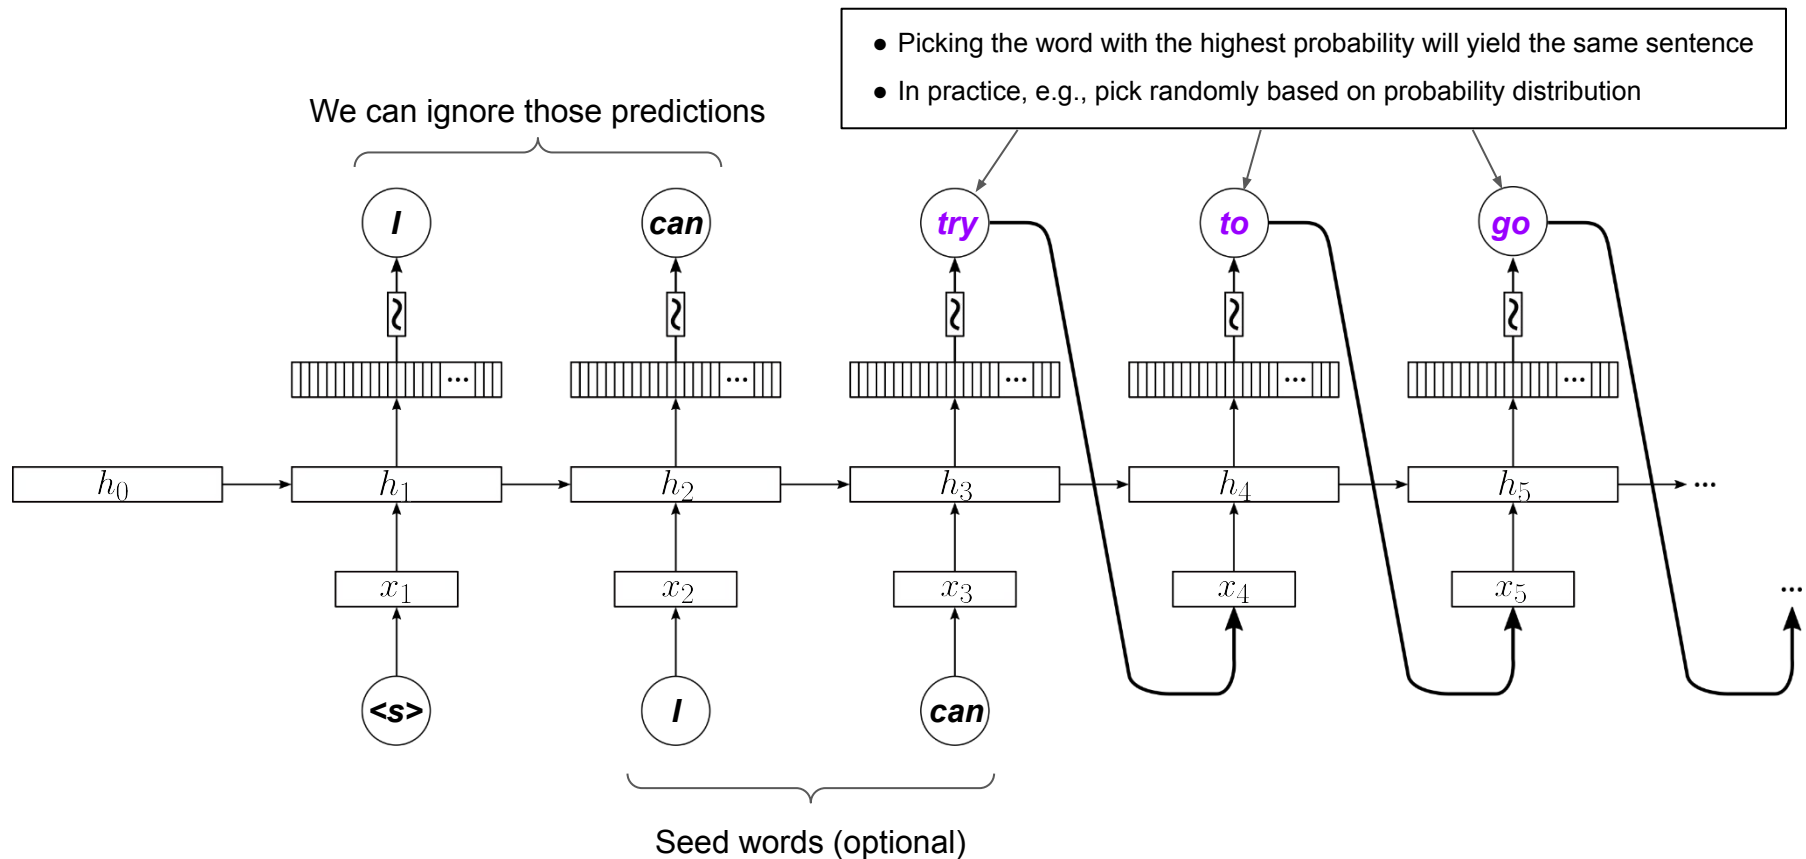 ● Picking the word with the highest probability will yield the same sentence
● In practice, e.g., pick randomly based on probability distribution
We can ignore those predictions
I can try to go
~ ~ ~ ~ ~
... ... ... ... ...
h₀ h₁ h₂ h₃ h₄ h₅ ...
x₁ x₂ x₃ x₄ x₅ ...
<s> I can
Seed words (optional)